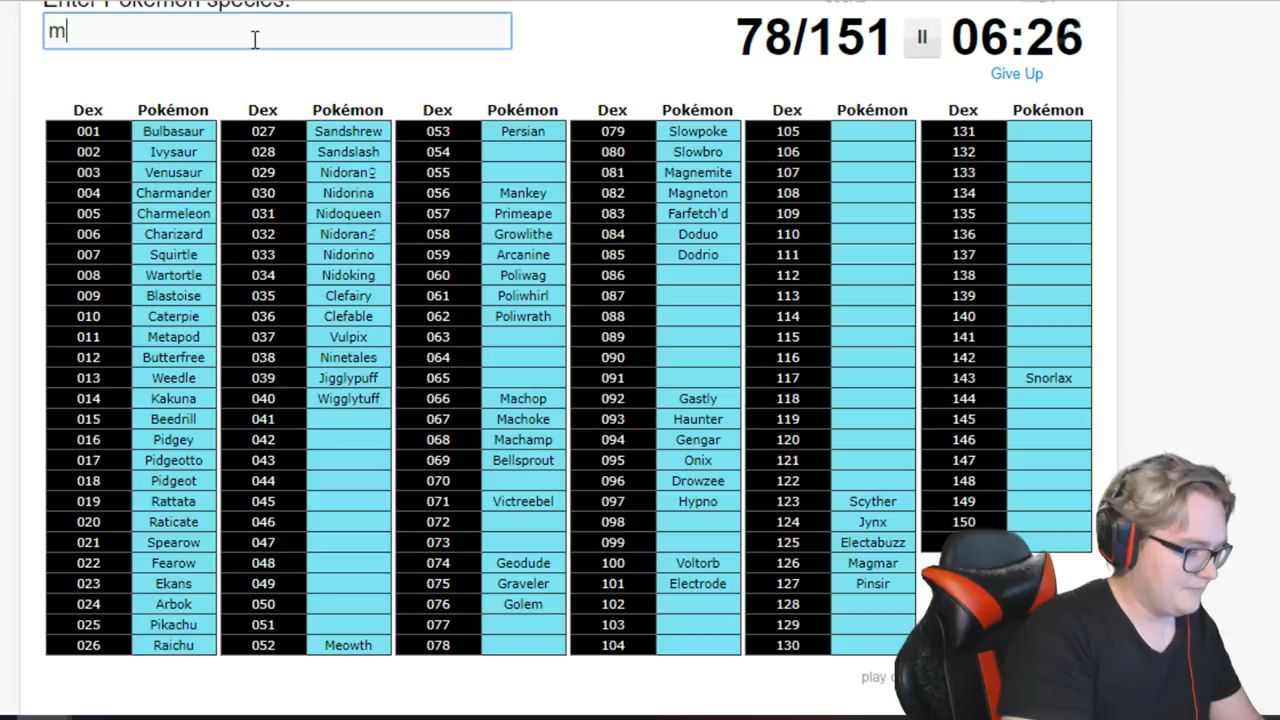 Enter Pokémon species:
m
78/151
06:26
Give Up
Dex Pokémon Dex Pokémon Dex Pokémon Dex Pokémon Dex Pokémon Dex Pokémon
001 Bulbasaur 027 Sandshrew 053 Persian 079 Slowpoke 105 131
002 Ivysaur 028 Sandslash 054 080 Slowbro 106 132
003 Venusaur 029 Nidoran♀ 055 081 Magnemite 107 133
004 Charmander 030 Nidorina 056 Mankey 082 Magneton 108 134
005 Charmeleon 031 Nidoqueen 057 Primeape 083 Farfetch'd 109 135
006 Charizard 032 Nidoran♂ 058 Growlithe 084 Doduo 110 136
007 Squirtle 033 Nidorino 059 Arcanine 085 Dodrio 111 137
008 Wartortle 034 Nidoking 060 Poliwag 086 112 138
009 Blastoise 035 Clefairy 061 Poliwhirl 087 113 139
010 Caterpie 036 Clefable 062 Poliwrath 088 114 140
011 Metapod 037 Vulpix 063 089 115 141
012 Butterfree 038 Ninetales 064 090 116 142
013 Weedle 039 Jigglypuff 065 091 117 143 Snorlax
014 Kakuna 040 Wigglytuff 066 Machop 092 Gastly 118 144
015 Beedrill 041 067 Machoke 093 Haunter 119 145
016 Pidgey 042 068 Machamp 094 Gengar 120 146
017 Pidgeotto 043 069 Bellsprout 095 Onix 121 147
018 Pidgeot 044 070 096 Drowzee 122 148
019 Rattata 045 071 Victreebel 097 Hypno 123 Scyther 149
020 Raticate 046 072 098 124 Jynx 150
021 Spearow 047 073 099 125 Electabuzz
022 Fearow 048 074 Geodude 100 Voltorb 126 Magmar
023 Ekans 049 075 Graveler 101 Electrode 127 Pinsir
024 Arbok 050 076 Golem 102 128
025 Pikachu 051 077 103 129
026 Raichu 052 Meowth 078 104 130
play